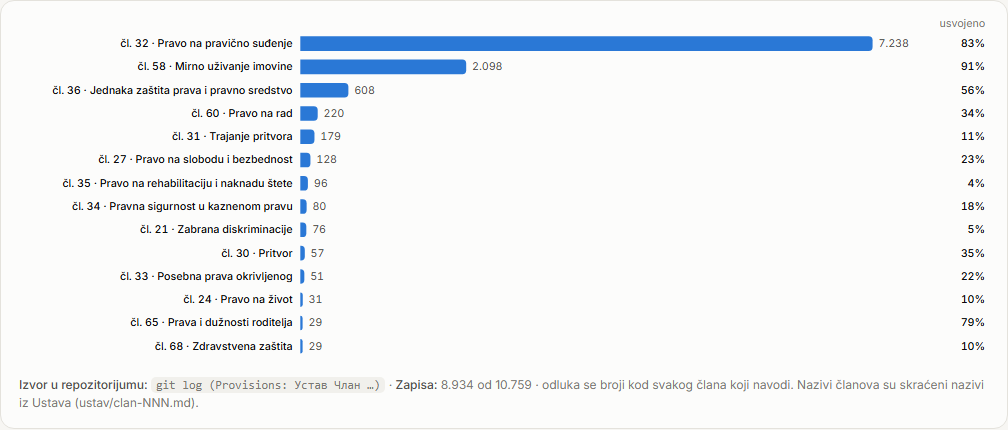 usvojeno
čl. 32 · Pravo na pravično suđenje 7.238 83%
čl. 58 · Mirno uživanje imovine 2.098 91%
čl. 36 · Jednaka zaštita prava i pravno sredstvo 608 56%
čl. 60 · Pravo na rad 220 34%
čl. 31 · Trajanje pritvora 179 11%
čl. 27 · Pravo na slobodu i bezbednost 128 23%
čl. 35 · Pravo na rehabilitaciju i naknadu štete 96 4%
čl. 34 · Pravna sigurnost u kaznenom pravu 80 18%
čl. 21 · Zabrana diskriminacije 76 5%
čl. 30 · Pritvor 57 35%
čl. 33 · Posebna prava okrivljenog 51 22%
čl. 24 · Pravo na život 31 10%
čl. 65 · Prava i dužnosti roditelja 29 79%
čl. 68 · Zdravstvena zaštita 29 10%
Izvor u repozitorijumu: git log (Provisions: Устав Члан …) · Zapisa: 8.934 od 10.759 · odluka se broji kod svakog člana koji navodi. Nazivi članova su skraćeni nazivi
iz Ustava (ustav/clan-NNN.md).